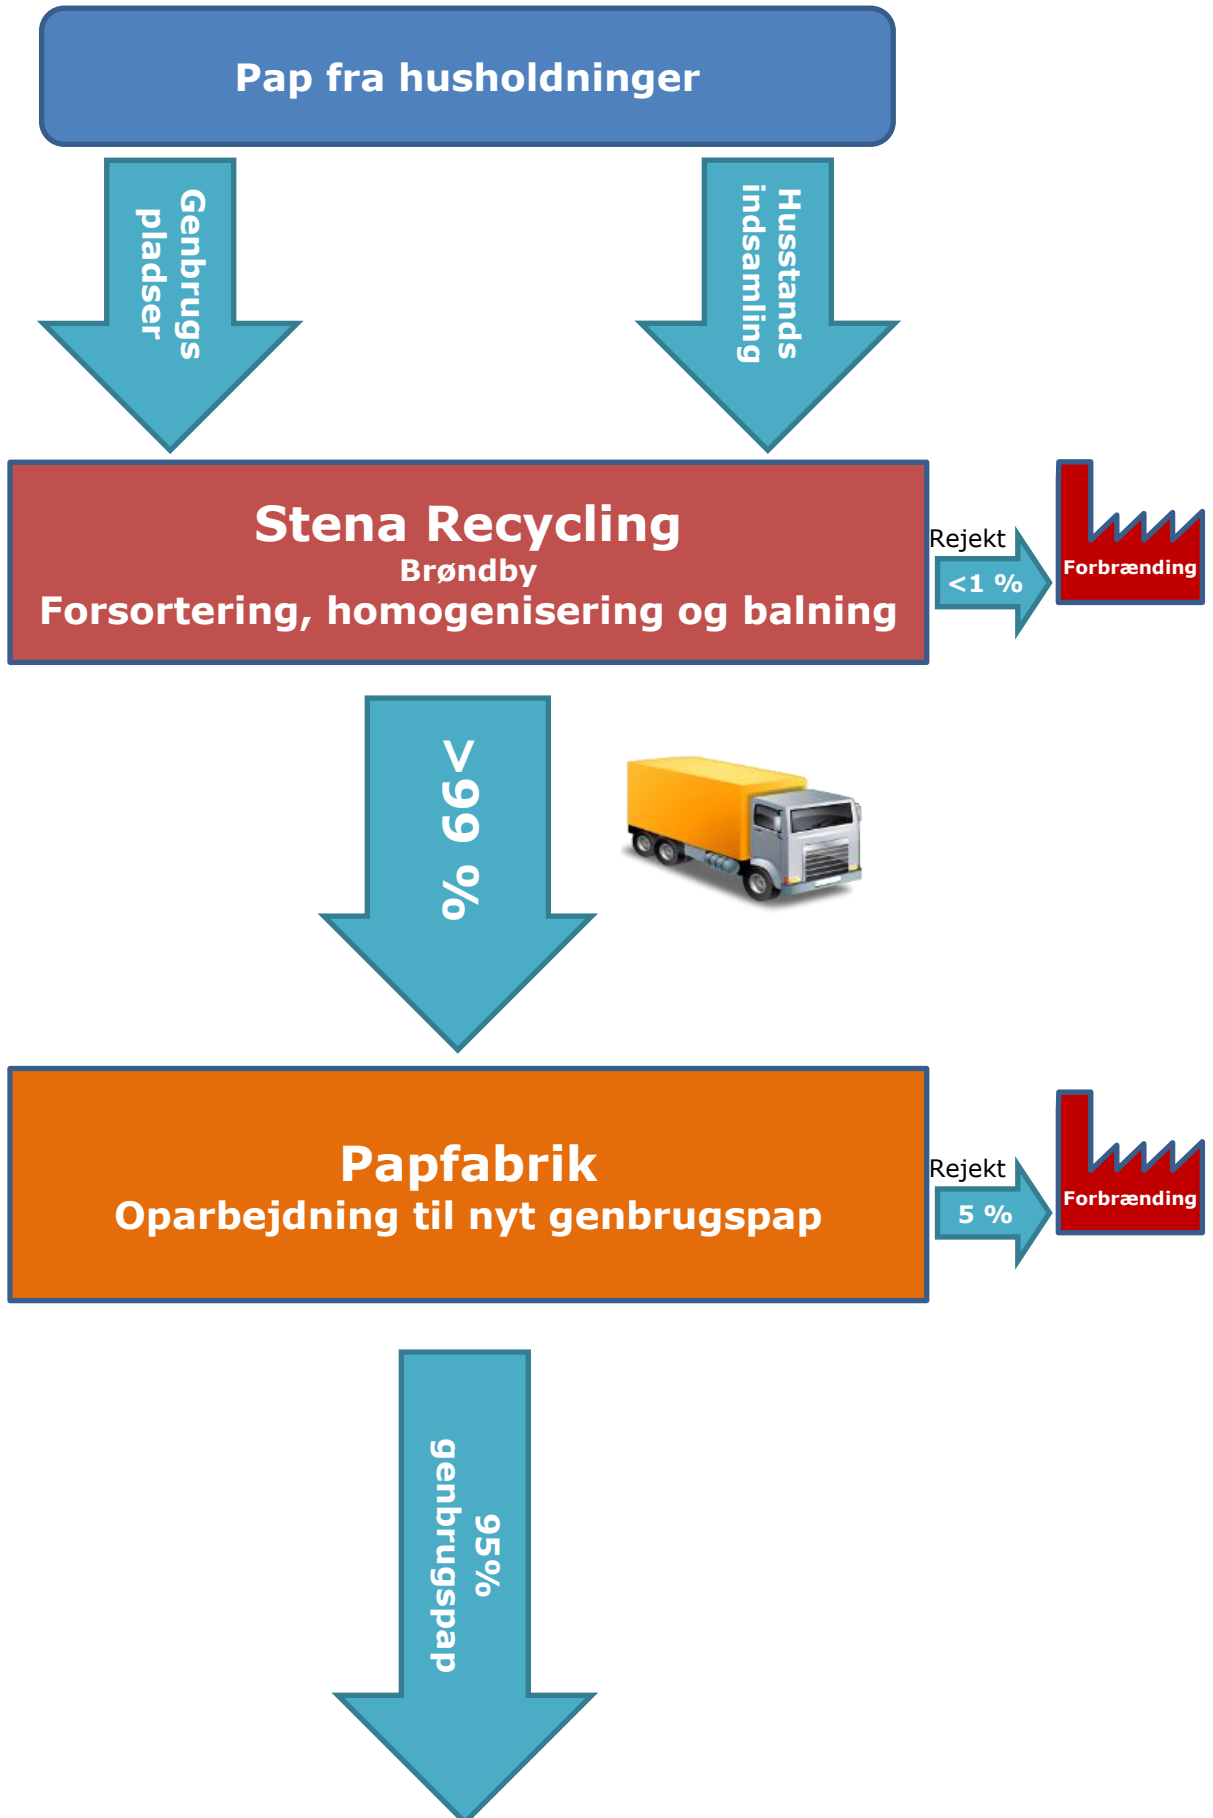 Pap fra husholdninger
Genbrugs
pladser
Husstands
indsamling
Stena Recycling
Brøndby
Forsortering, homogenisering og balning
Rejekt
<1 %
Forbrænding
>99 %
Papfabrik
Oparbejdning til nyt genbrugspap
Rejekt
5 %
Forbrænding
95%
genbrugspap